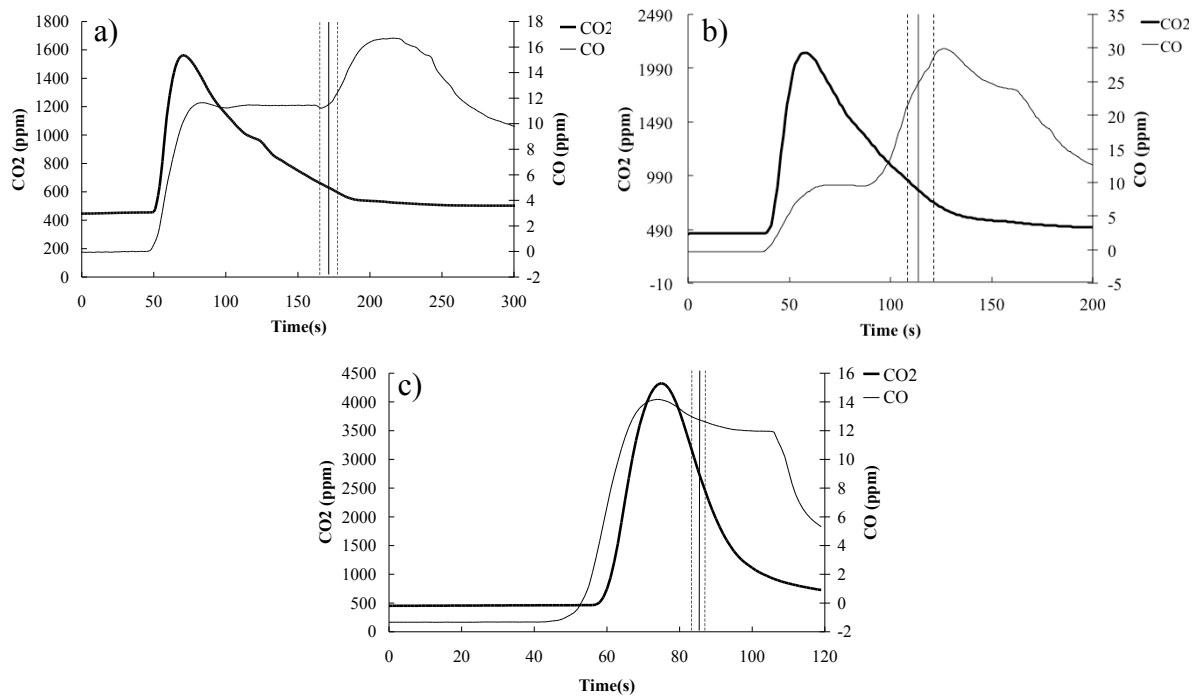 a)
1800
1600
1400
1200
1000
800
600
400
200
0
CO2 (ppm)
18
16
14
12
10
8
6
4
2
0
-2
CO (ppm)
CO2
CO
0 50 100 150 200 250 300
Time(s)
b)
2490
1990
1490
990
490
-10
CO2 (ppm)
35
30
25
20
15
10
5
0
-5
CO (ppm)
CO2
CO
0 50 100 150 200
Time (s)
c)
4500
4000
3500
3000
2500
2000
1500
1000
500
0
CO2 (ppm)
16
14
12
10
8
6
4
2
0
-2
CO (ppm)
CO2
CO
0 20 40 60 80 100 120
Time(s)